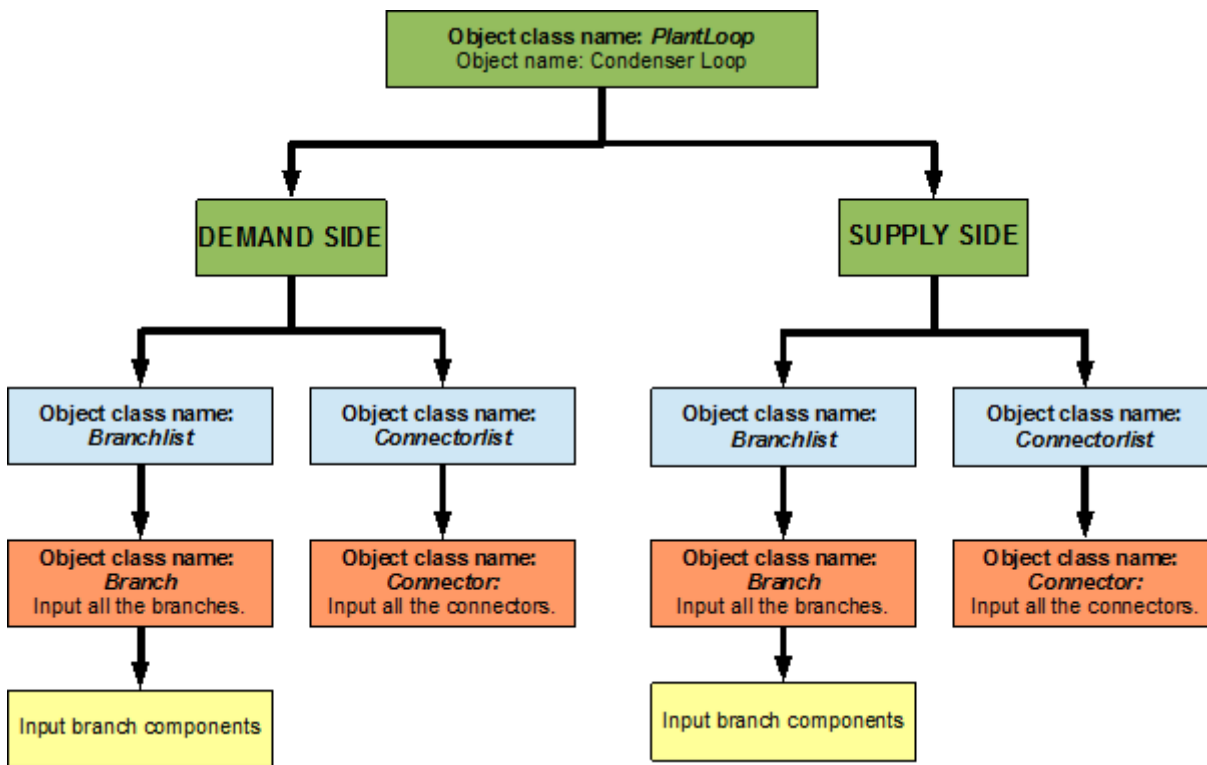 Object class name: PlantLoop
Object name: Condenser Loop
DEMAND SIDE
SUPPLY SIDE
Object class name:
Branchlist
Object class name:
Connectorlist
Object class name:
Branchlist
Object class name:
Connectorlist
Object class name:
Branch
Input all the branches.
Object class name:
Connector:
Input all the connectors.
Object class name:
Branch
Input all the branches.
Object class name:
Connector:
Input all the connectors.
Input branch components
Input branch components